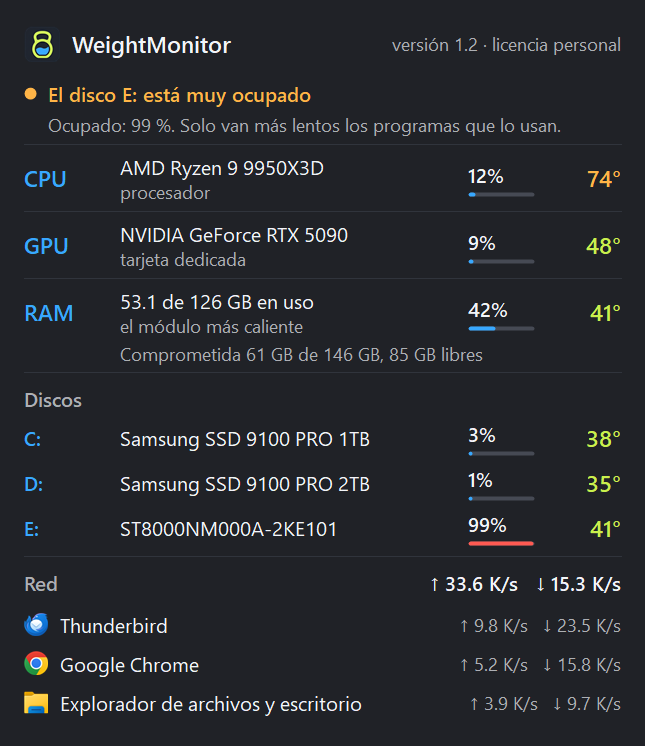 WeightMonitor
versión 1.2 · licencia personal
El disco E: está muy ocupado
Ocupado: 99 %. Solo van más lentos los programas que lo usan.
CPU AMD Ryzen 9 9950X3D 12% 74°
procesador
GPU NVIDIA GeForce RTX 5090 9% 48°
tarjeta dedicada
RAM 53.1 de 126 GB en uso 42% 41°
el módulo más caliente
Comprometida 61 GB de 146 GB, 85 GB libres
Discos
C: Samsung SSD 9100 PRO 1TB 3% 38°
D: Samsung SSD 9100 PRO 2TB 1% 35°
E: ST8000NM000A-2KE101 99% 41°
Red ↑ 33.6 K/s ↓ 15.3 K/s
Thunderbird ↑ 9.8 K/s ↓ 23.5 K/s
Google Chrome ↑ 5.2 K/s ↓ 15.8 K/s
Explorador de archivos y escritorio ↑ 3.9 K/s ↓ 9.7 K/s